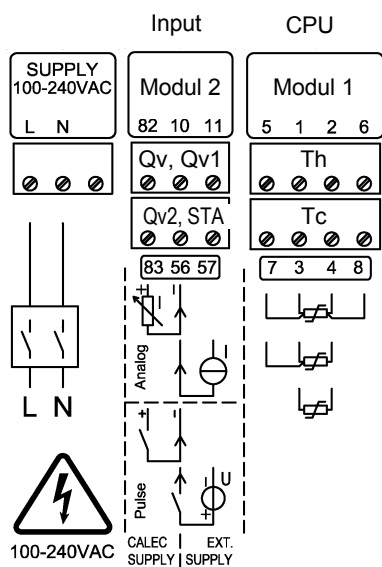 Input CPU
SUPPLY
100-240VAC
L N
Modul 2
82 10 11
Modul 1
5 1 2 6
Qv, Qv1
Th
Qv2, STA
Tc
83 56 57
7 3 4 8
+ –
I
Analog
I
L N
+ –
Pulse
U
+
100-240VAC
CALEC EXT.
SUPPLY SUPPLY